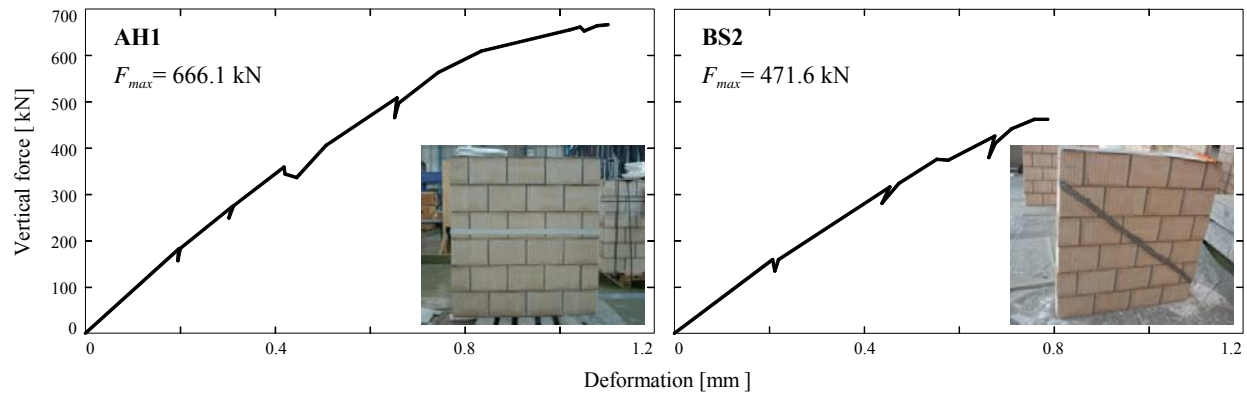 700
600
500
400
300
200
100
0
Vertical force [ kN]
AH1
F_max= 666.1 kN
0 0.4 0.8 1.2
BS2
F_max= 471.6 kN
0 0.4 0.8 1.2
Deformation [mm ]